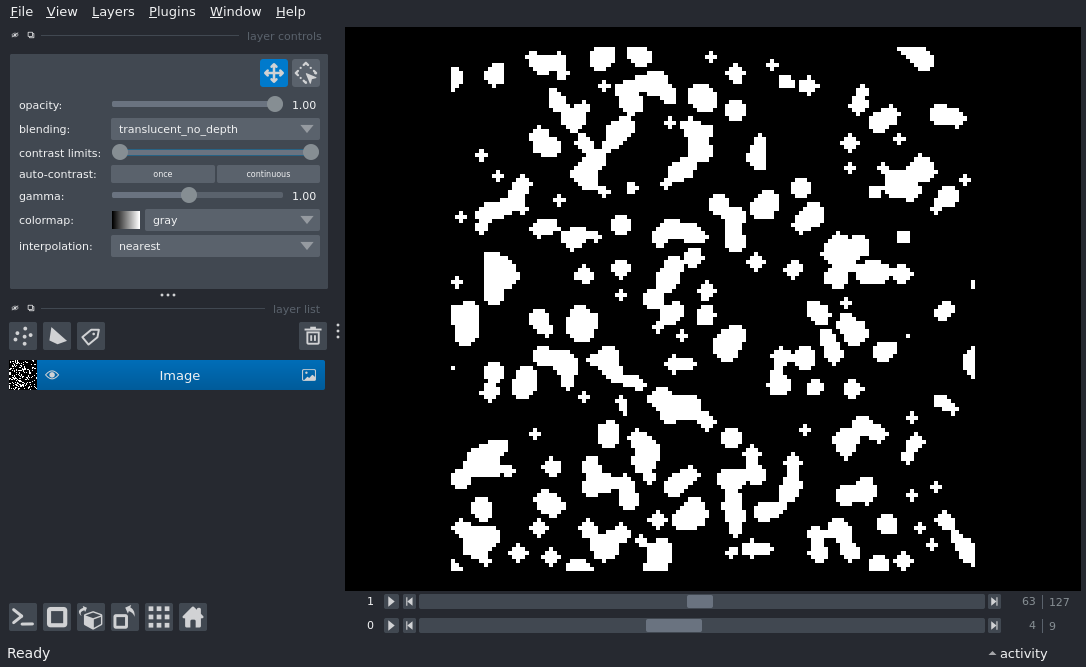 File View Layers Plugins Window Help
layer controls
opacity: 1.00
blending: translucent_no_depth
contrast limits:
auto-contrast: once continuous
gamma: 1.00
colormap: gray
interpolation: nearest
layer list
Image
1 63 127
0 4 9
Ready activity